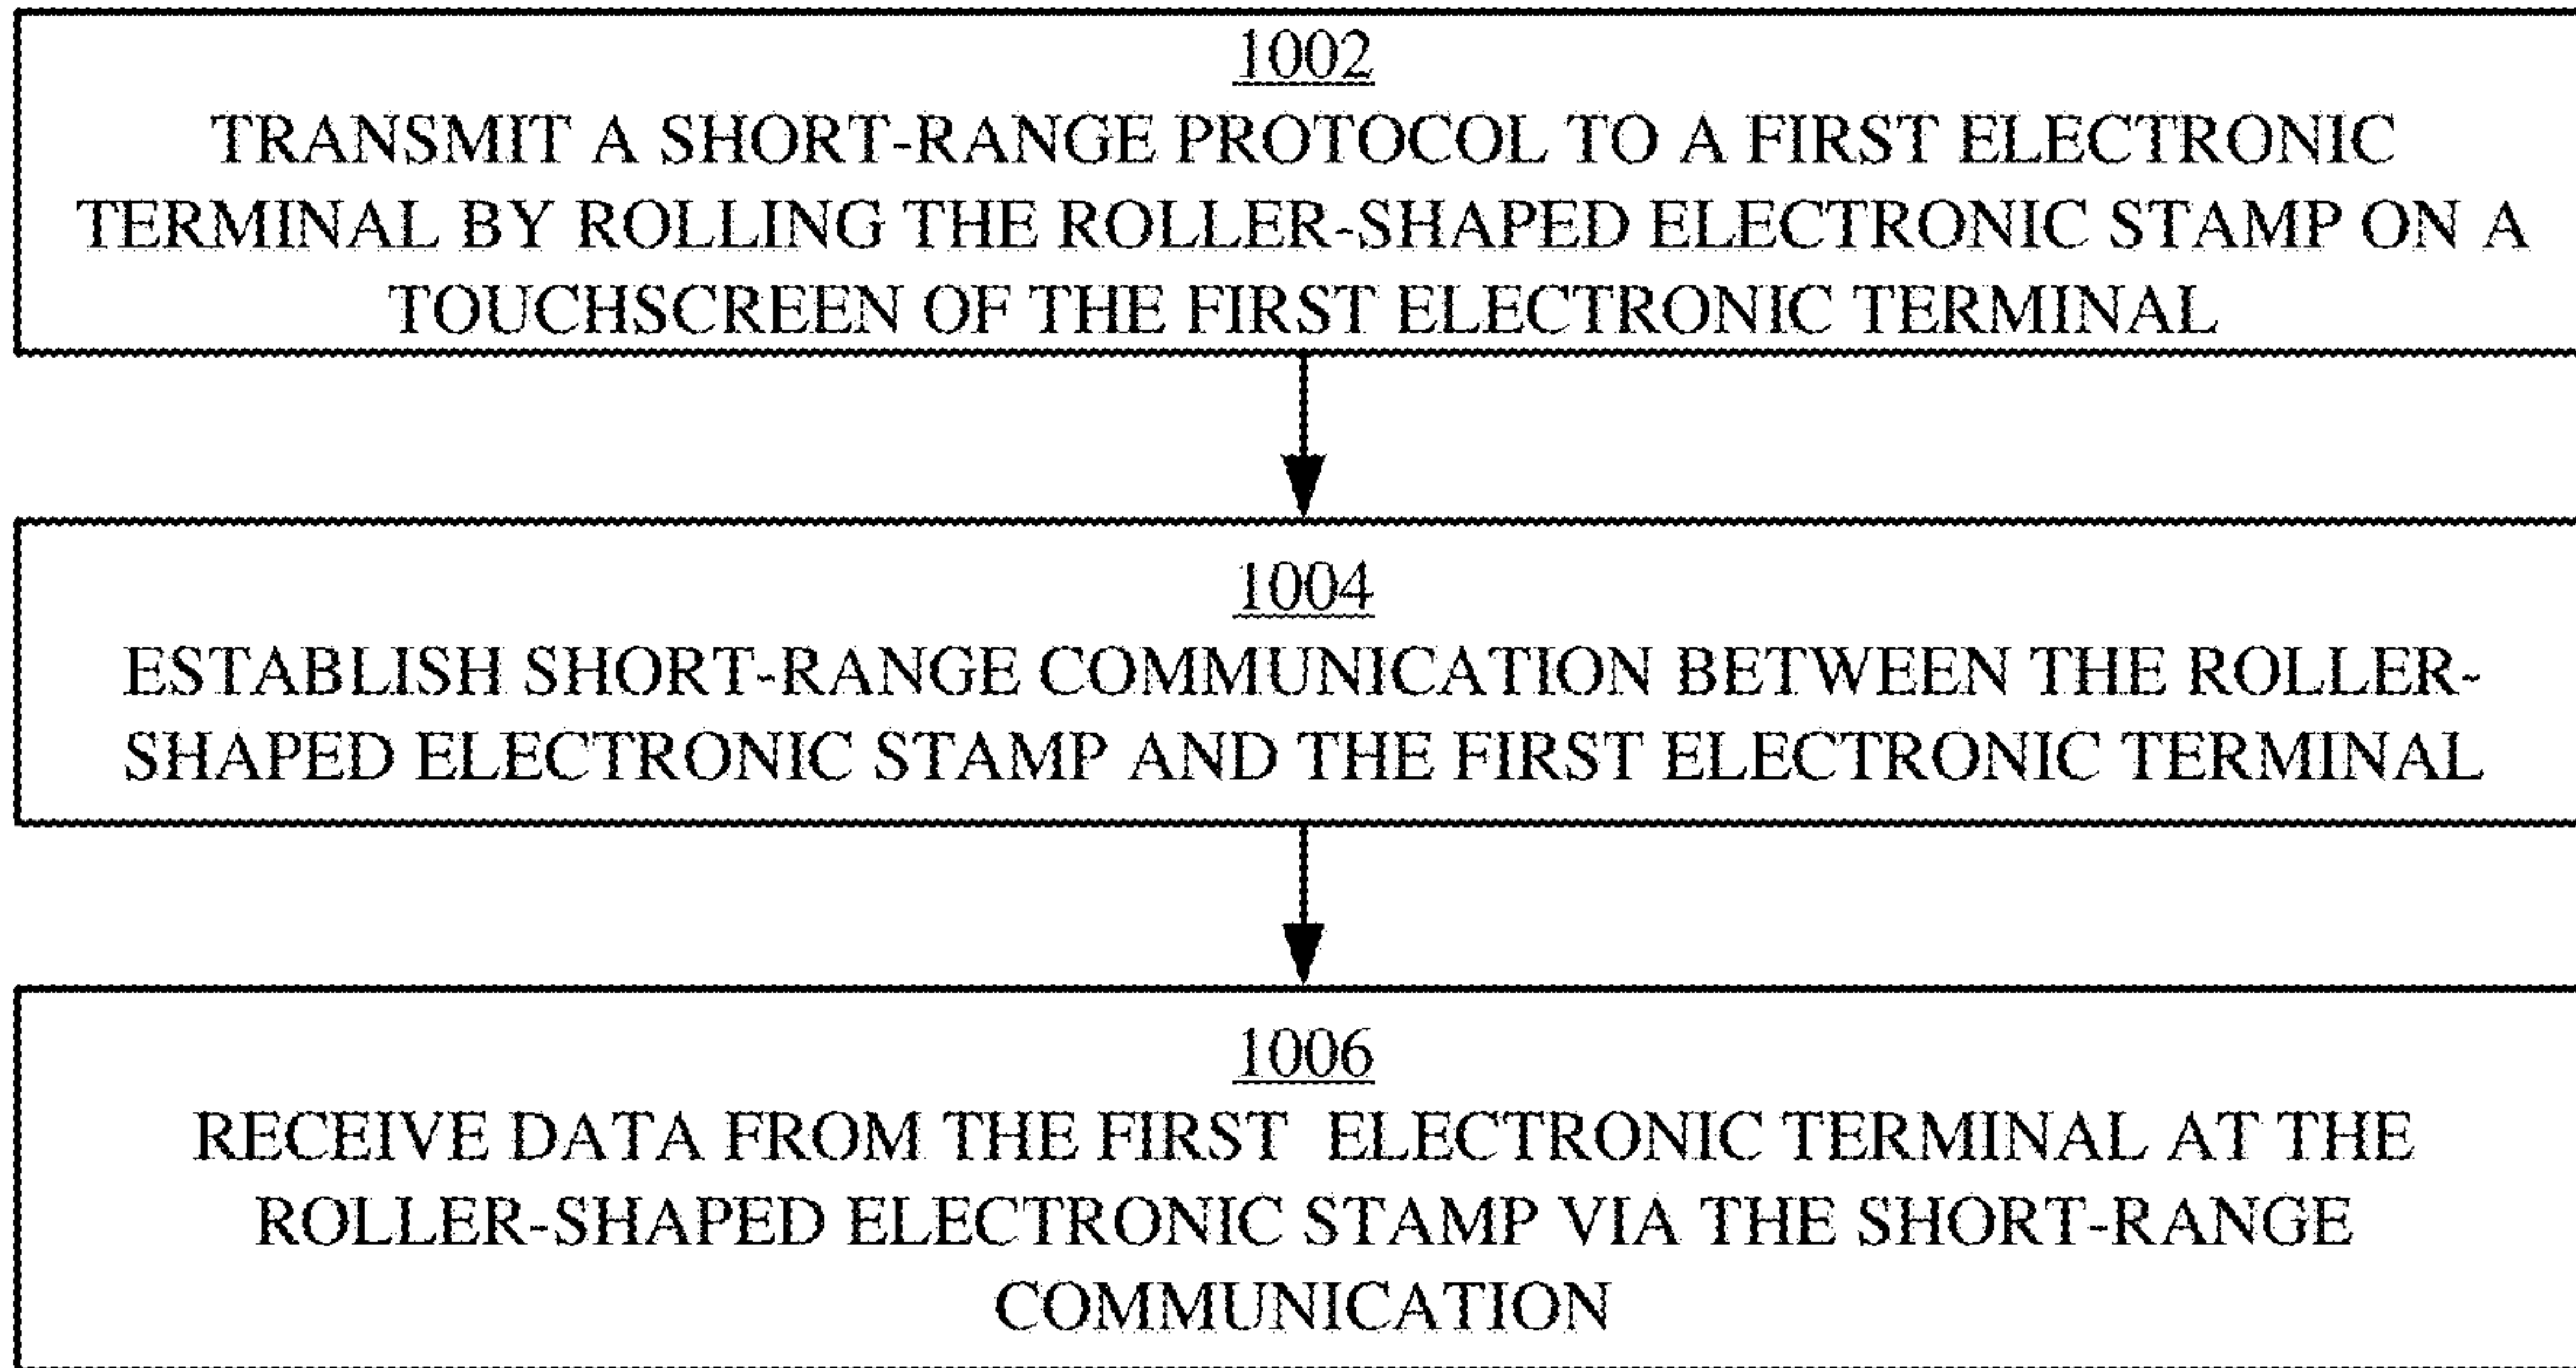 1002
TRANSMIT A SHORT-RANGE PROTOCOL TO A FIRST ELECTRONIC
TERMINAL BY ROLLING THE ROLLER-SHAPED ELECTRONIC STAMP ON A
TOUCHSCREEN OF THE FIRST ELECTRONIC TERMINAL
1004
ESTABLISH SHORT-RANGE COMMUNICATION BETWEEN THE ROLLER-
SHAPED ELECTRONIC STAMP AND THE FIRST ELECTRONIC TERMINAL
1006
RECEIVE DATA FROM THE FIRST ELECTRONIC TERMINAL AT THE
ROLLER-SHAPED ELECTRONIC STAMP VIA THE SHORT-RANGE
COMMUNICATION